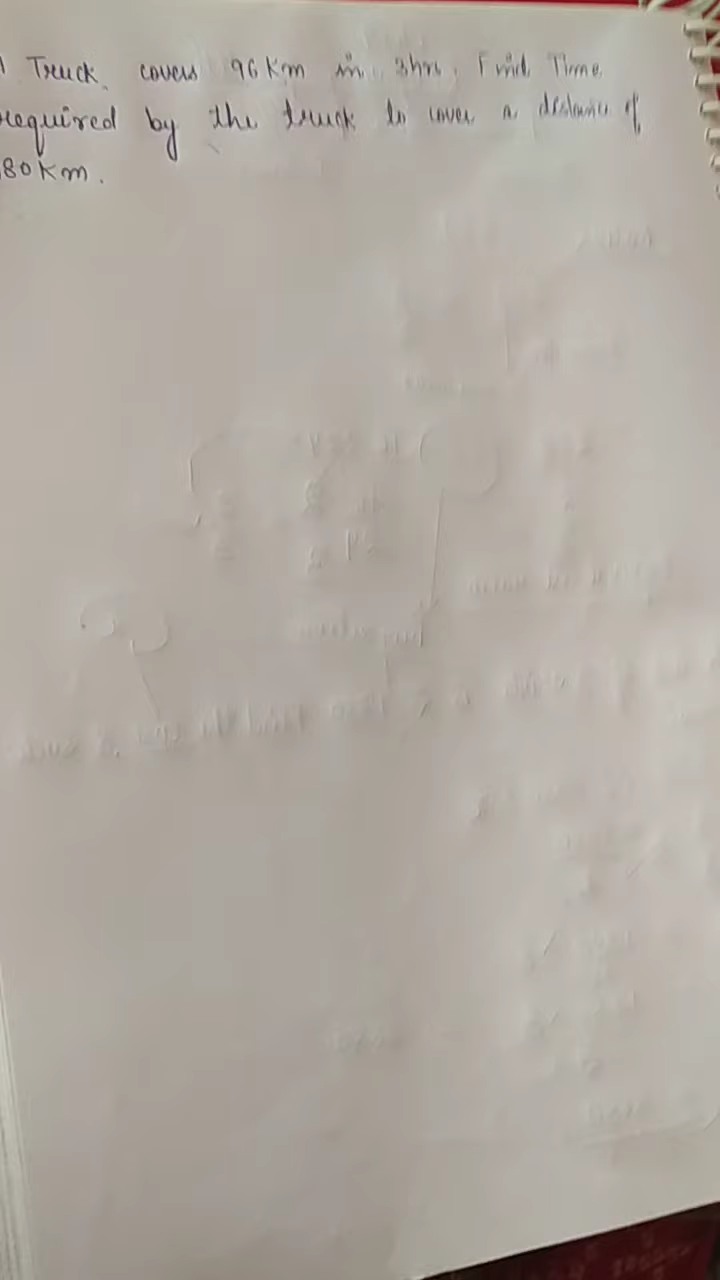 Truck covers 96 Km in 3hrs. Find Time
required by the truck to cover a distance of
80 Km.